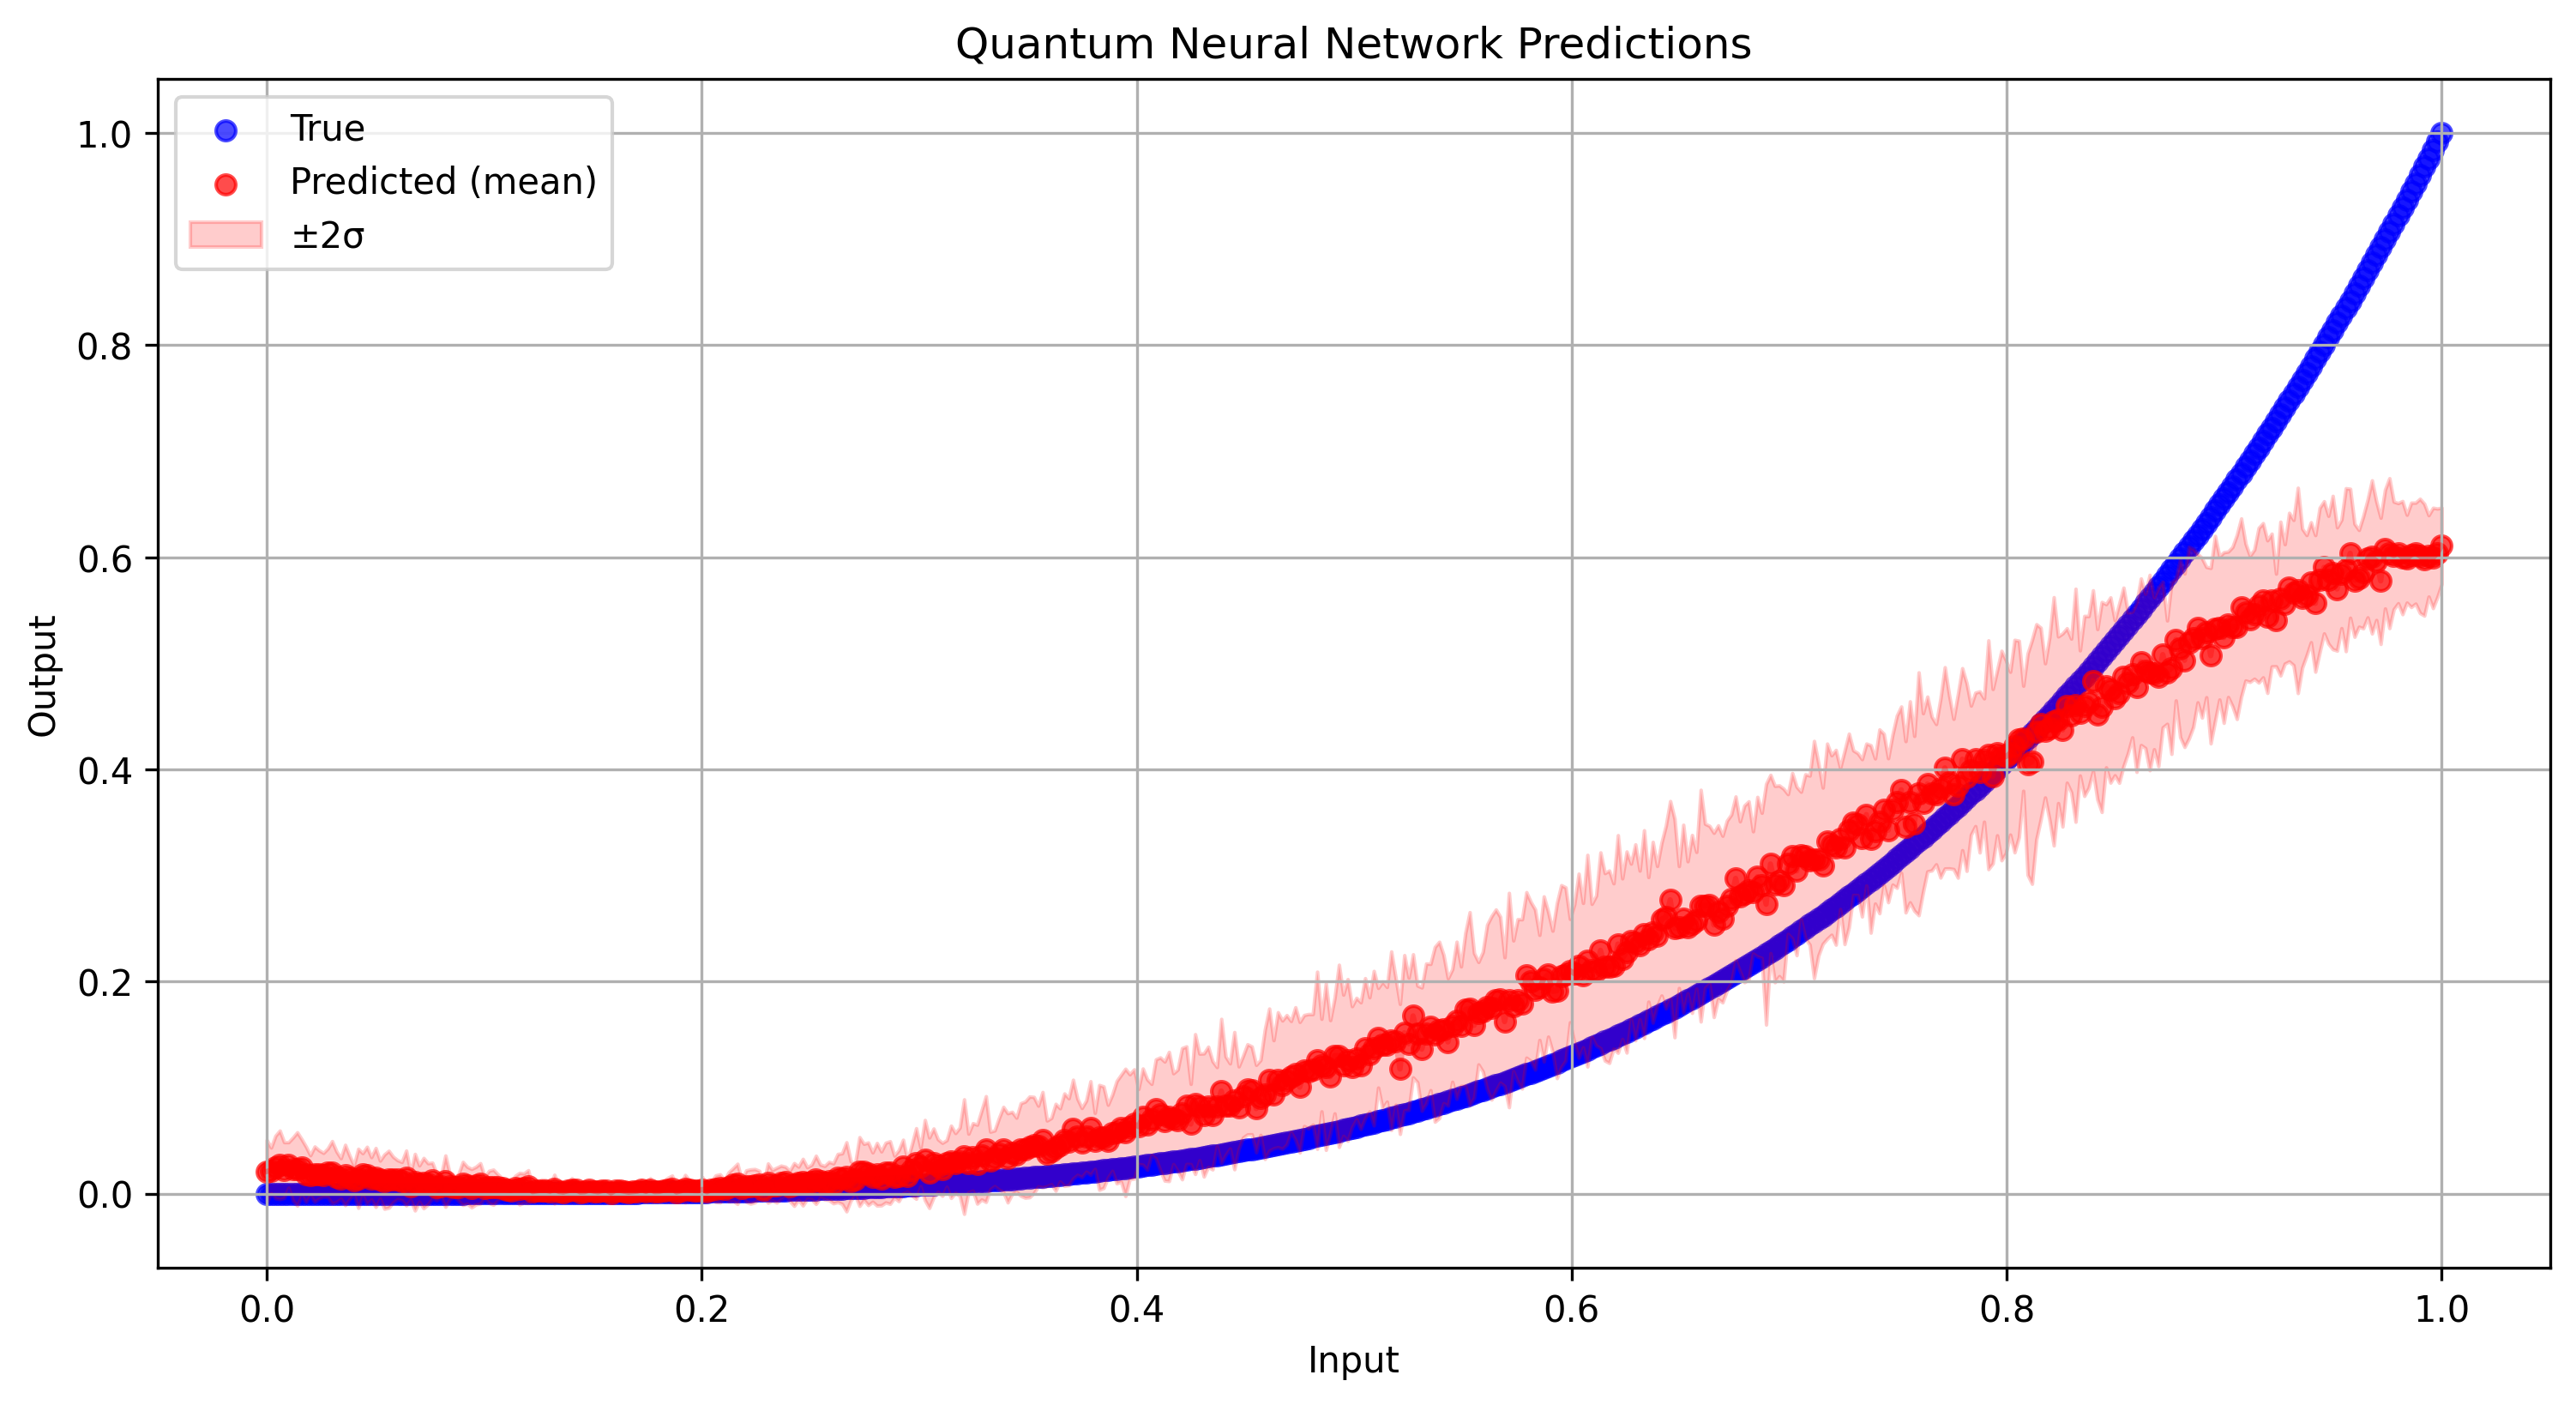 Quantum Neural Network Predictions
True
Predicted (mean)
±2σ
1.0
0.8
0.6
0.4
0.2
0.0
Output
0.0 0.2 0.4 0.6 0.8 1.0
Input